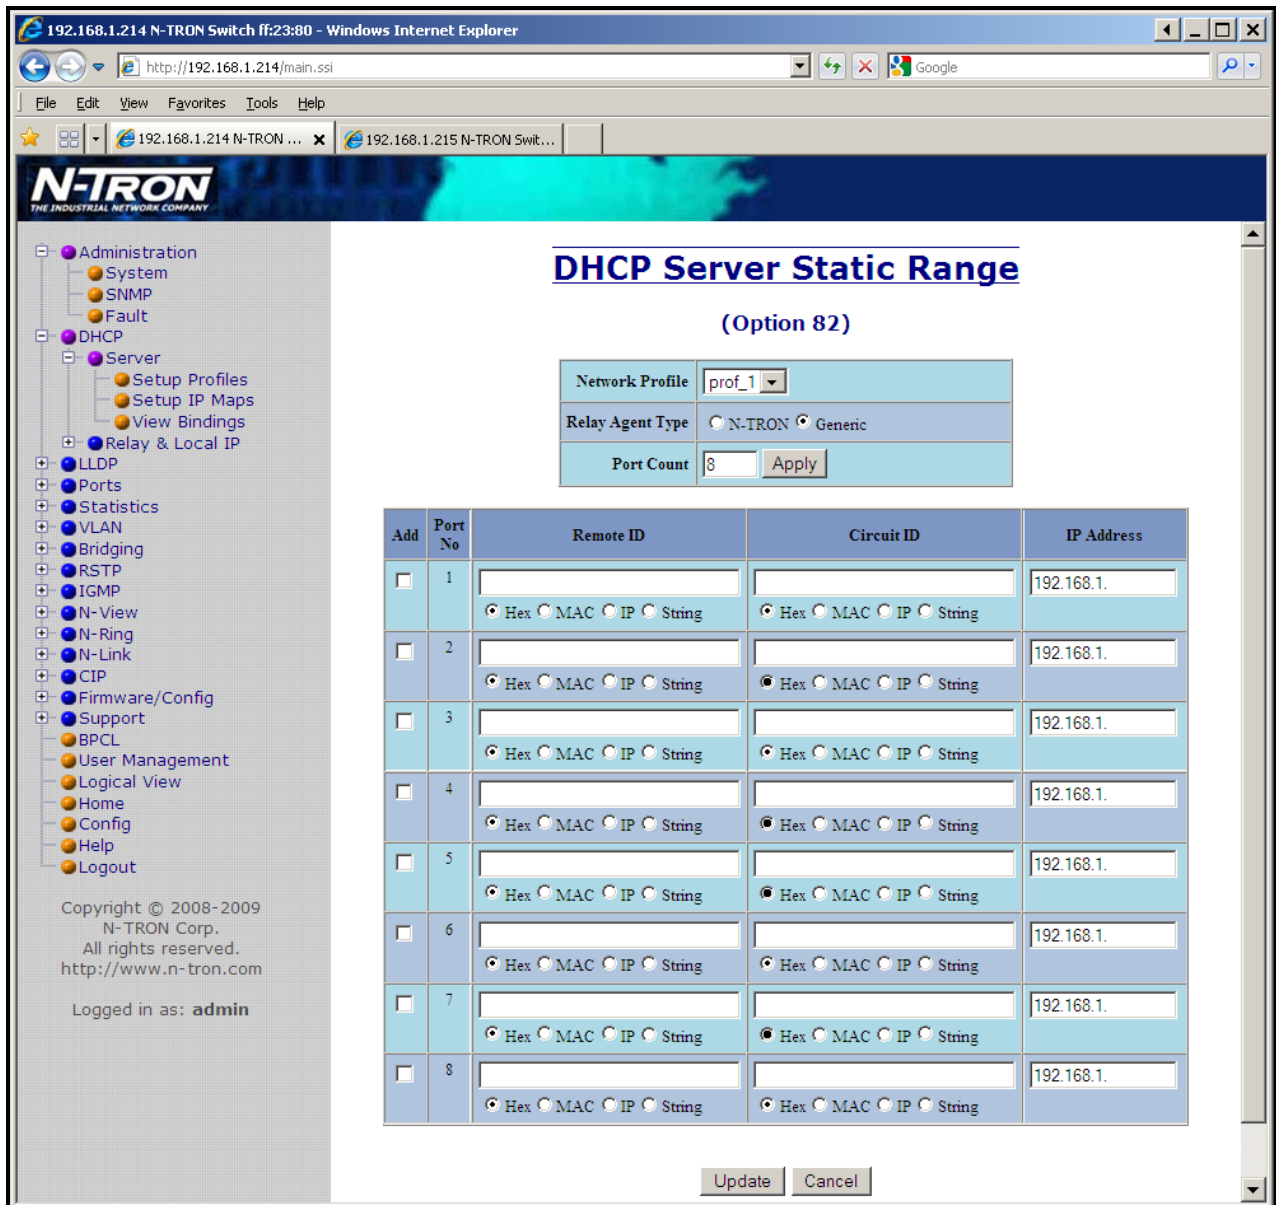 192.168.1.214 N-TRON Switch ff:23:80 - Windows Internet Explorer
http://192.168.1.214/main.ssi
Google
File Edit View Favorites Tools Help
192.168.1.214 N-TRON ...
192.168.1.215 N-TRON Swit...
N-TRON
THE INDUSTRIAL NETWORK COMPANY
Administration
System
SNMP
Fault
DHCP
Server
Setup Profiles
Setup IP Maps
View Bindings
Relay & Local IP
LLDP
Ports
Statistics
VLAN
Bridging
RSTP
IGMP
N-View
N-Ring
N-Link
CIP
Firmware/Config
Support
BPCL
User Management
Logical View
Home
Config
Help
Logout
Copyright © 2008-2009
N-TRON Corp.
All rights reserved.
http://www.n-tron.com
Logged in as: admin
DHCP Server Static Range
(Option 82)
Network Profile prof_1
Relay Agent Type N-TRON Generic
Port Count 8 Apply
Add Port No Remote ID Circuit ID IP Address
1 192.168.1.
Hex MAC IP String Hex MAC IP String
2 192.168.1.
Hex MAC IP String Hex MAC IP String
3 192.168.1.
Hex MAC IP String Hex MAC IP String
4 192.168.1.
Hex MAC IP String Hex MAC IP String
5 192.168.1.
Hex MAC IP String Hex MAC IP String
6 192.168.1.
Hex MAC IP String Hex MAC IP String
7 192.168.1.
Hex MAC IP String Hex MAC IP String
8 192.168.1.
Hex MAC IP String Hex MAC IP String
Update Cancel